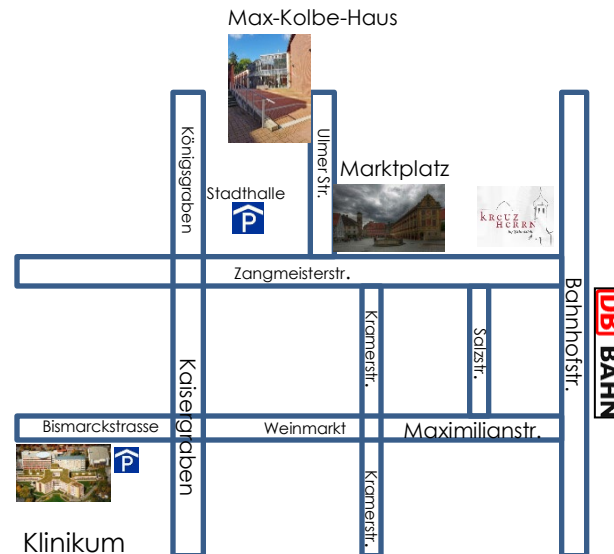 Max-Kolbe-Haus
Königsgraben
Ulmer Str.
Marktplatz
Stadthalle
P
KREUZ
HERRN
Zangmeisterstr.
Bahnhofstr.
DB BAHN
Kramerstr.
Salzstr.
Kaisergraben
Bismarckstrasse
Weinmarkt
Maximilianstr.
P
Kramerstr.
Klinikum